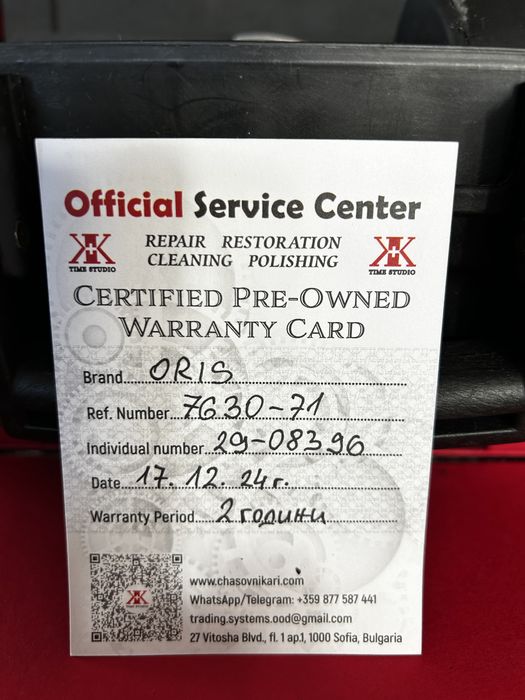 Official Service Center
REPAIR RESTORATION
CLEANING POLISHING
TIME STUDIO
TIME STUDIO
CERTIFIED PRE-OWNED
WARRANTY CARD
Brand ORIS
Ref. Number 7630-71
Individual number 29-08396
Date 17. 12. 24 г.
Warranty Period 2 години
www.chasovnikari.com
WhatsApp/Telegram: +359 877 587 441
trading.systems.ood@gmail.com
27 Vitosha Blvd., fl. 1 ap.1, 1000 Sofia, Bulgaria
TIME STUDIO